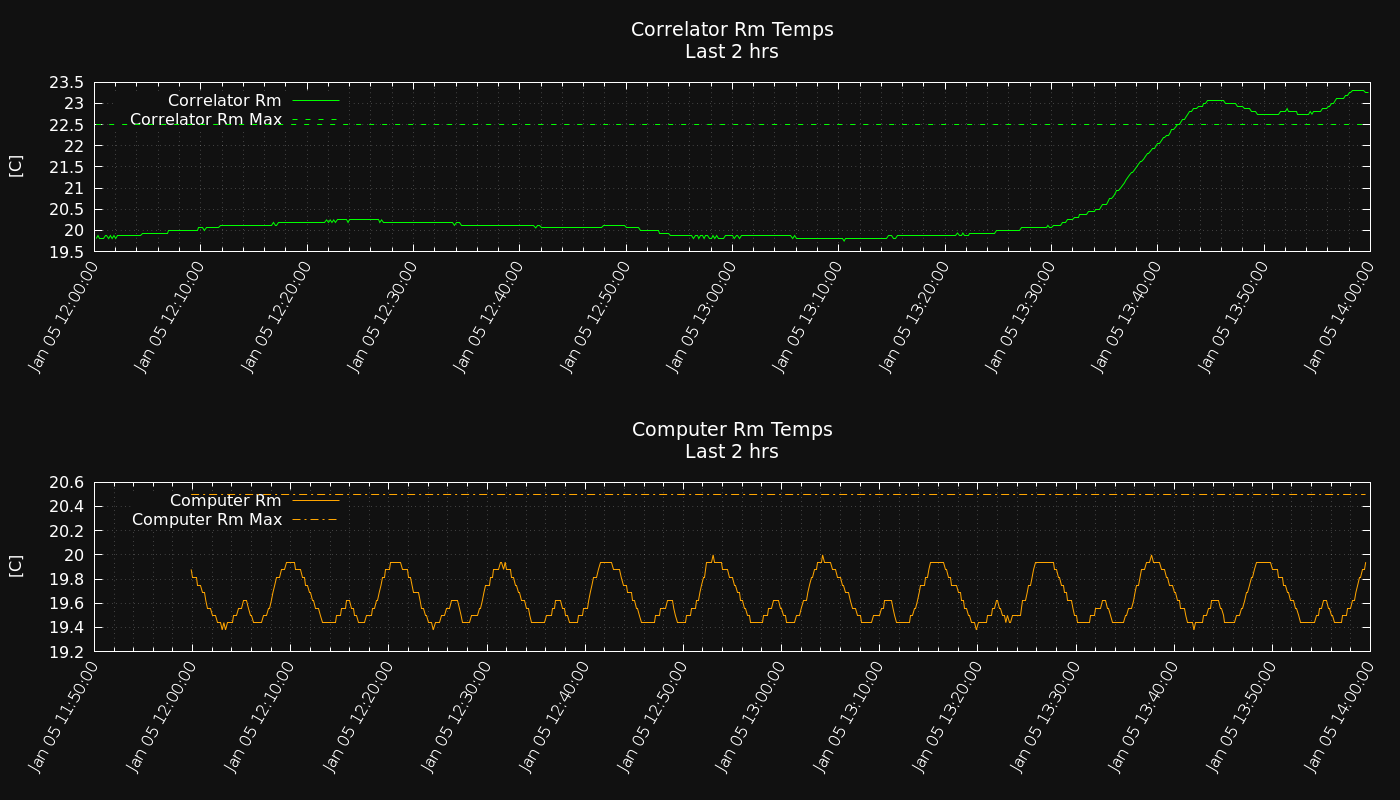 Correlator Rm Temps
Last 2 hrs
23.5
23
22.5
22
21.5
21
20.5
20
19.5
[C]
Correlator Rm
Correlator Rm Max
Jan 05 12:00:00
Jan 05 12:10:00
Jan 05 12:20:00
Jan 05 12:30:00
Jan 05 12:40:00
Jan 05 12:50:00
Jan 05 13:00:00
Jan 05 13:10:00
Jan 05 13:20:00
Jan 05 13:30:00
Jan 05 13:40:00
Jan 05 13:50:00
Jan 05 14:00:00
Computer Rm Temps
Last 2 hrs
20.6
20.4
20.2
20
19.8
19.6
19.4
19.2
[C]
Computer Rm
Computer Rm Max
Jan 05 11:50:00
Jan 05 12:00:00
Jan 05 12:10:00
Jan 05 12:20:00
Jan 05 12:30:00
Jan 05 12:40:00
Jan 05 12:50:00
Jan 05 13:00:00
Jan 05 13:10:00
Jan 05 13:20:00
Jan 05 13:30:00
Jan 05 13:40:00
Jan 05 13:50:00
Jan 05 14:00:00